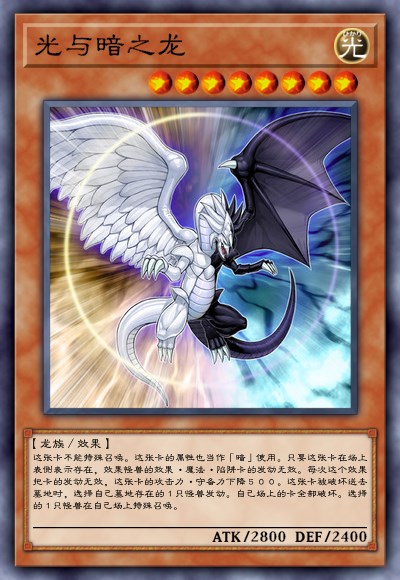 光与暗之龙
ひかり
光
【龙族／效果】
这张卡不能特殊召唤。这张卡的属性也当作「暗」使用。只要这张卡在场上
表侧表示存在，效果怪兽的效果·魔法·陷阱卡的发动无效。每次这个效果
把卡的发动无效，这张卡的攻击力·守备力下降５００。这张卡被破坏送去
墓地时，选择自己墓地存在的１只怪兽发动。自己场上的卡全部破坏。选择
的１只怪兽在自己场上特殊召唤。
ATK/2800 DEF/2400